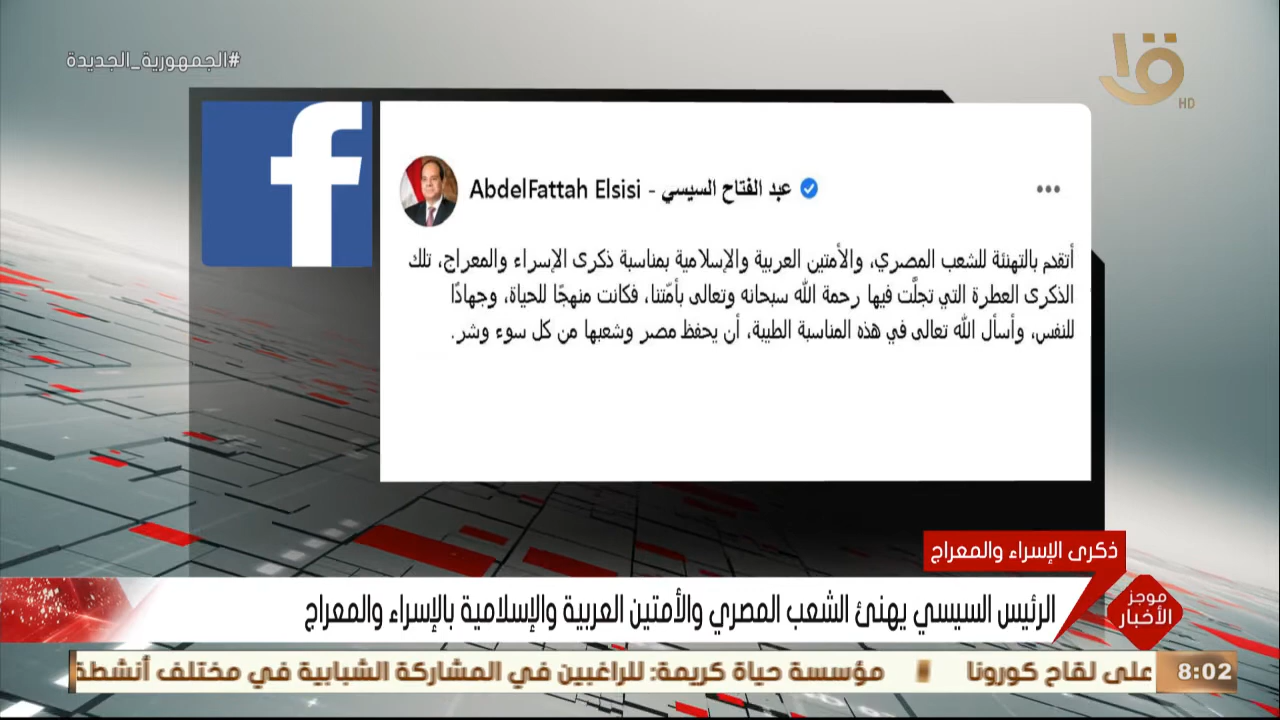 #الجمهورية_الجديدة
HD
AbdelFattah Elsisi - عبد الفتاح السيسي
أتقدم بالتهنئة للشعب المصري، والأمتين العربية والإسلامية بمناسبة ذكرى الإسراء والمعراج، تلك
الذكرى العطرة التي تجلَّت فيها رحمة الله سبحانه وتعالى بأمّتنا، فكانت منهجًا للحياة، وجهادًا
للنفس، وأسأل الله تعالى في هذه المناسبة الطيبة، أن يحفظ مصر وشعبها من كل سوء وشر.
ذكرى الإسراء والمعراج
موجز
الأخبار
الرئيس السيسي يهنئ الشعب المصري والأمتين العربية والإسلامية بالإسراء والمعراج
8:02
على لقاح كورونا مؤسسة حياة كريمة: للراغبين في المشاركة الشبابية في مختلف أنشطة